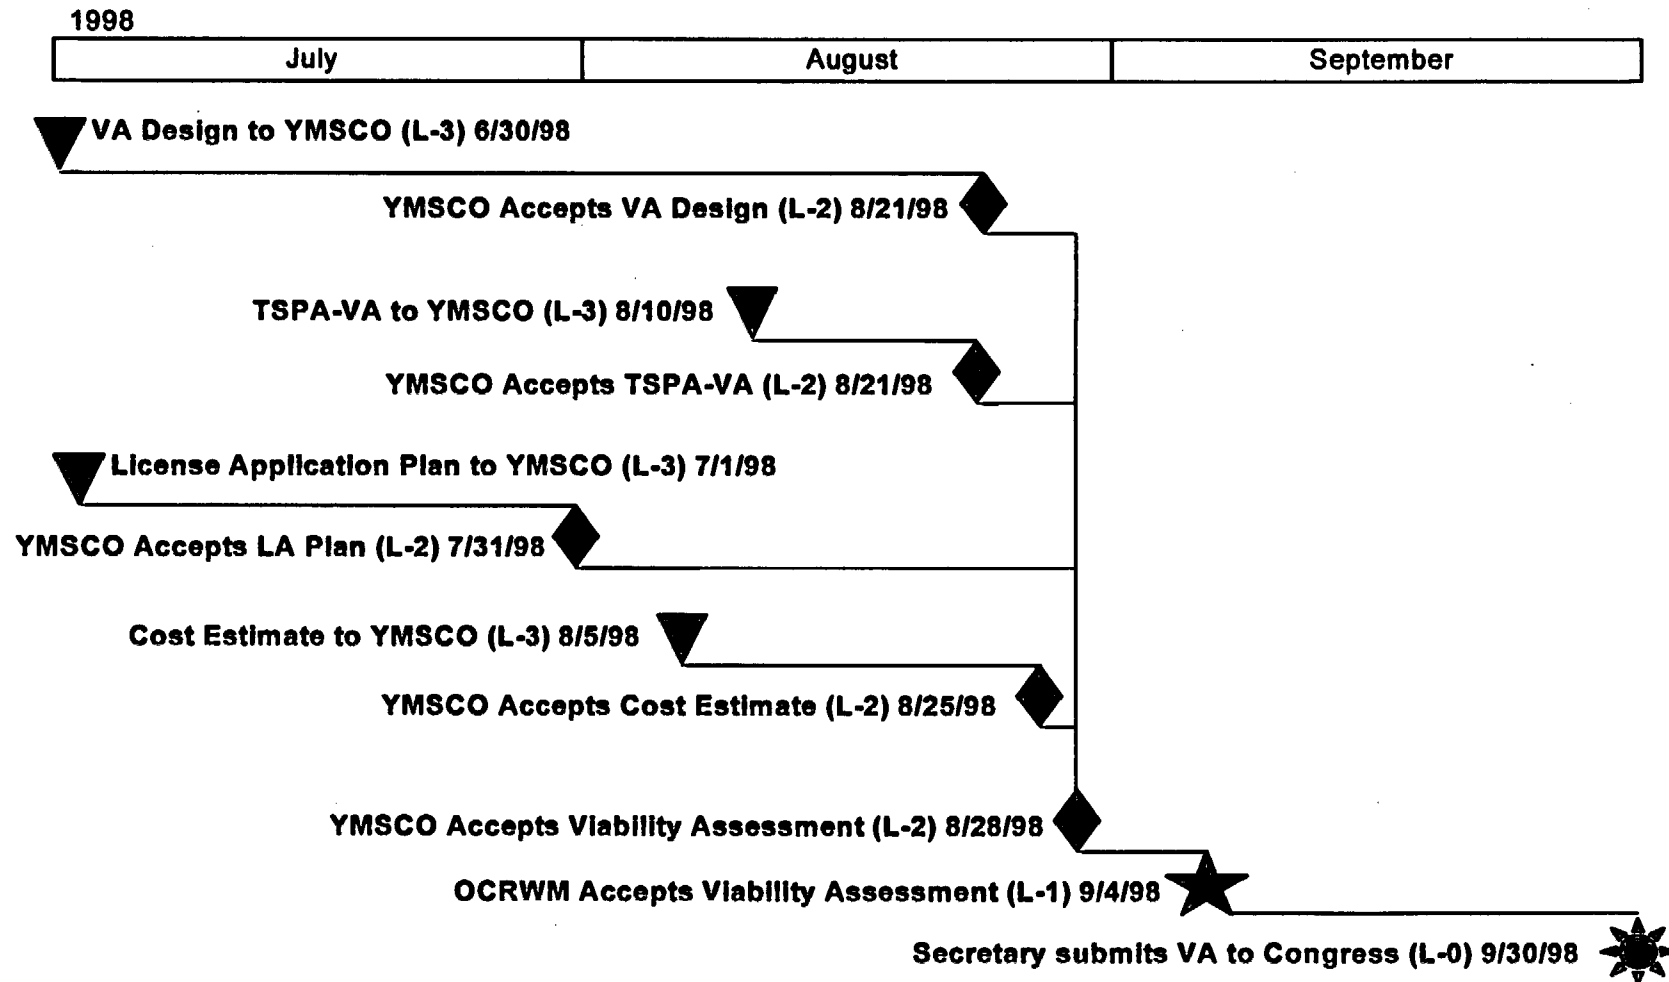 1998
July August September
VA Design to YMSCO (L-3) 6/30/98
YMSCO Accepts VA Design (L-2) 8/21/98
TSPA-VA to YMSCO (L-3) 8/10/98
YMSCO Accepts TSPA-VA (L-2) 8/21/98
License Application Plan to YMSCO (L-3) 7/1/98
YMSCO Accepts LA Plan (L-2) 7/31/98
Cost Estimate to YMSCO (L-3) 8/5/98
YMSCO Accepts Cost Estimate (L-2) 8/25/98
YMSCO Accepts Viability Assessment (L-2) 8/28/98
OCRWM Accepts Viability Assessment (L-1) 9/4/98
Secretary submits VA to Congress (L-0) 9/30/98